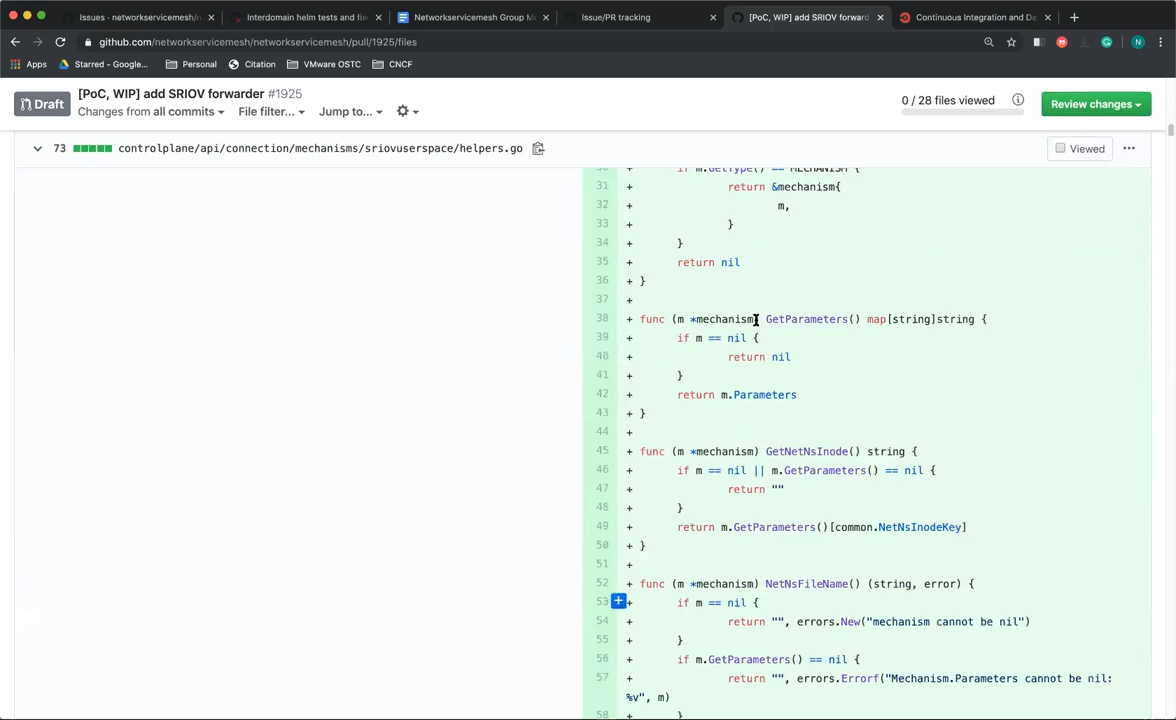 Issues · networkservicemesh/n
Interdomain helm tests and fix
Networkservicemesh Group M
Issue/PR tracking
[PoC, WIP] add SRIOV forward
Continuous Integration and De
github.com/networkservicemesh/networkservicemesh/pull/1925/files
N
Apps
Starred - Google...
Personal
Citation
VMware OSTC
CNCF
Draft
[PoC, WIP] add SRIOV forwarder #1925
Changes from all commits
File filter...
Jump to...
0 / 28 files viewed
Review changes
73 controlplane/api/connection/mechanisms/sriovuserspace/helpers.go
Viewed
30 + if m.GetType() == MECHANISM {
31 + return &mechanism{
32 + m,
33 + }
34 + }
35 + return nil
36 + }
37 +
38 + func (m *mechanism) GetParameters() map[string]string {
39 + if m == nil {
40 + return nil
41 + }
42 + return m.Parameters
43 + }
44 +
45 + func (m *mechanism) GetNetNsInode() string {
46 + if m == nil || m.GetParameters() == nil {
47 + return ""
48 + }
49 + return m.GetParameters()[common.NetNsInodeKey]
50 + }
51 +
52 + func (m *mechanism) NetNsFileName() (string, error) {
53 + if m == nil {
54 + return "", errors.New("mechanism cannot be nil")
55 + }
56 + if m.GetParameters() == nil {
57 + return "", errors.Errorf("Mechanism.Parameters cannot be nil:
%v", m)
58 + }